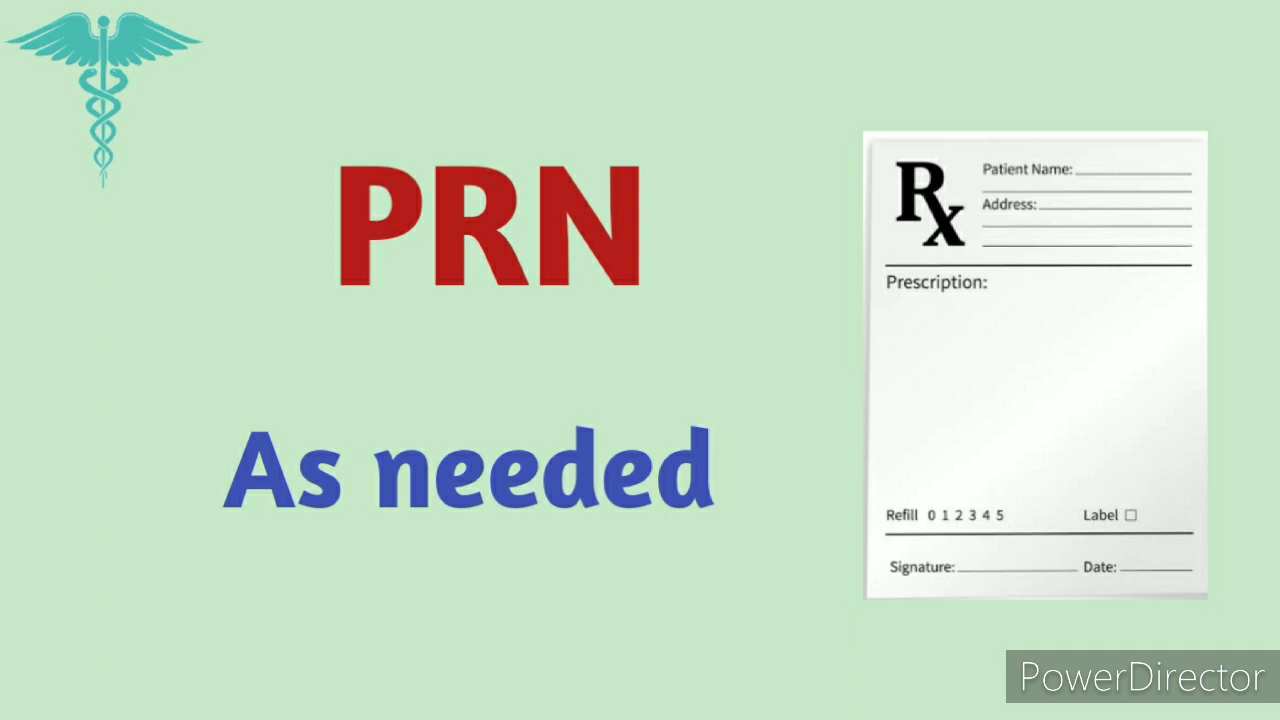 PRN
As needed
Rx
Patient Name:
Address:
Prescription:
Refill 0 1 2 3 4 5 Label
Signature: Date:
PowerDirector